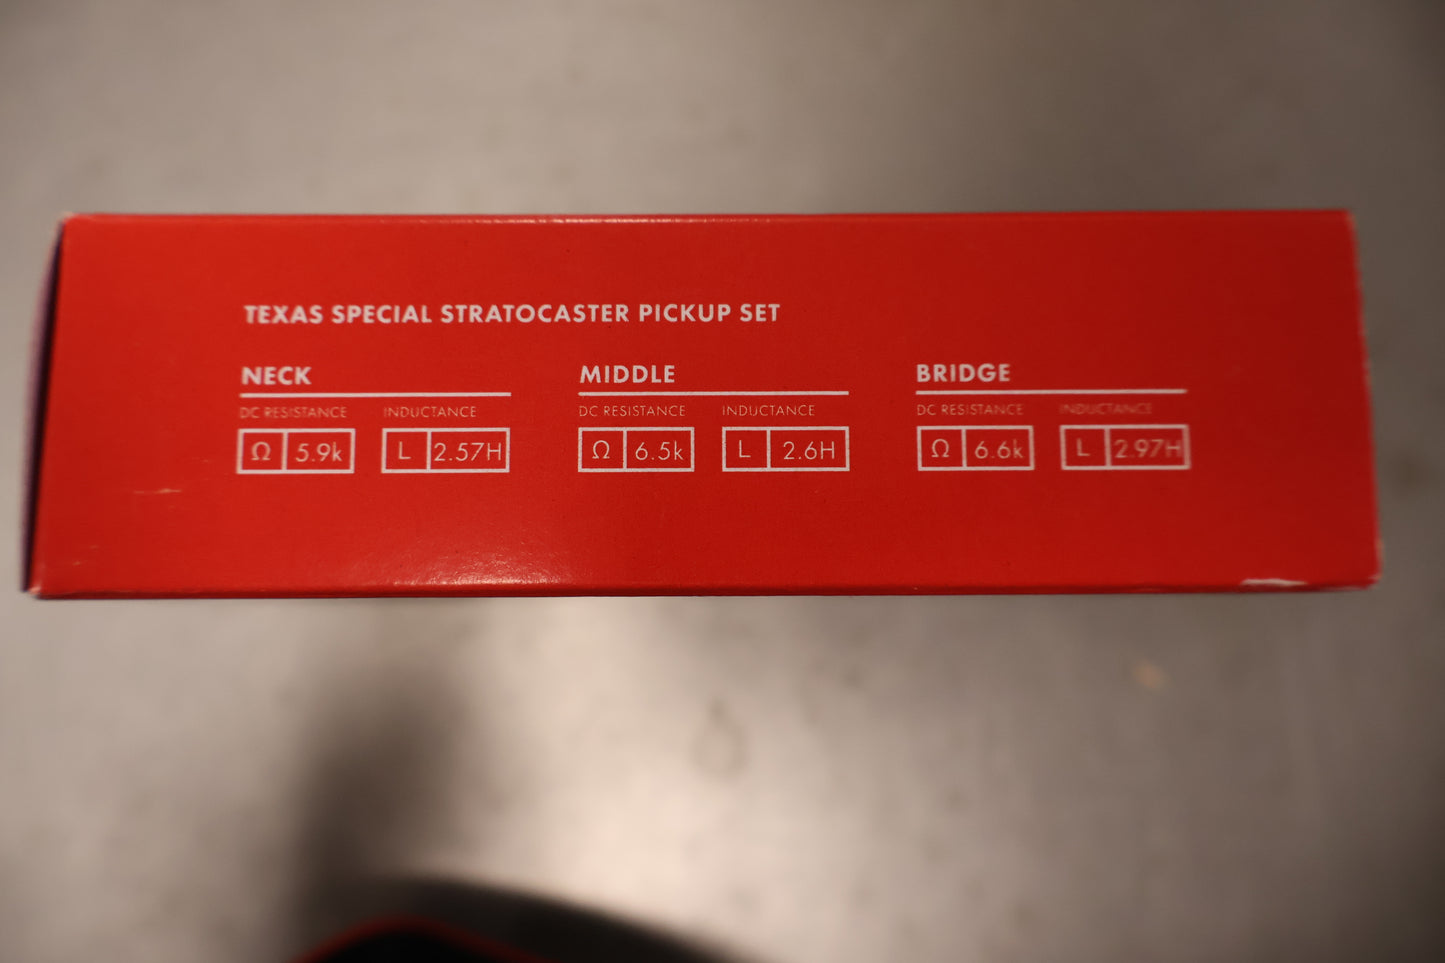 TEXAS SPECIAL STRATOCASTER PICKUP SET
NECK MIDDLE BRIDGE
DC RESISTANCE INDUCTANCE DC RESISTANCE INDUCTANCE DC RESISTANCE INDUCTANCE
Ω 5.9k L 2.57H Ω 6.5k L 2.6H Ω 6.6k L 2.97H